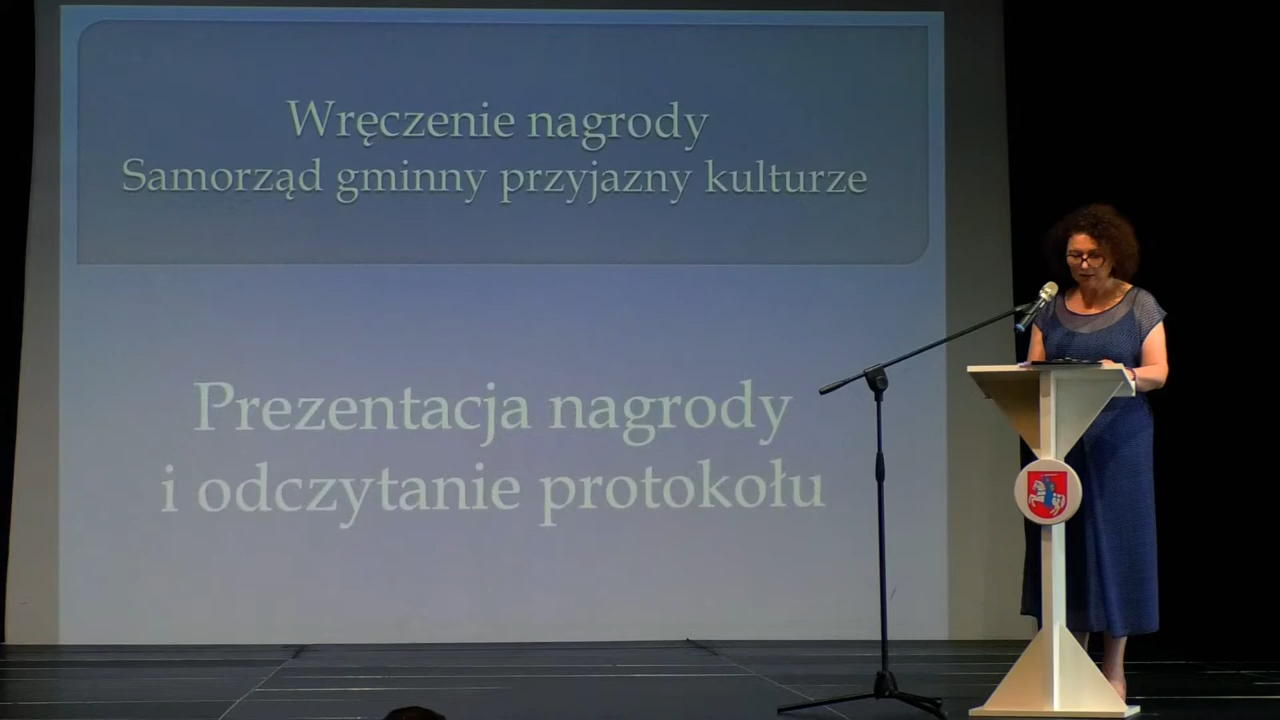 Wręczenie nagrody
Samorząd gminny przyjazny kulturze
Prezentacja nagrody
i odczytanie protokołu